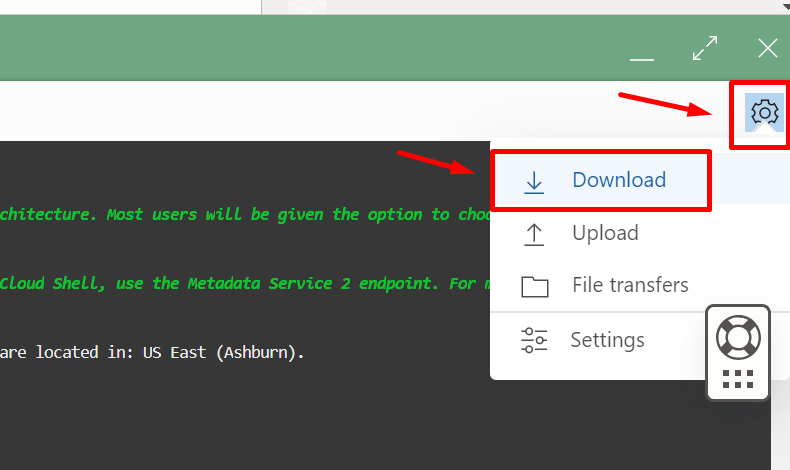 Download
chitecture. Most users will be given the option to
Upload
Cloud Shell, use the Metadata Service 2 endpoint. For
File transfers
Settings
are located in: US East (Ashburn).